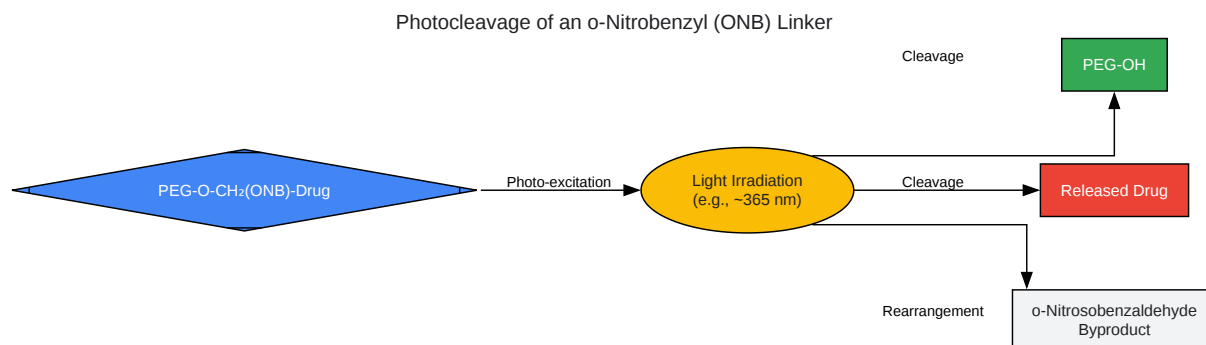 Photocleavage of an o-Nitrobenzyl (ONB) Linker
Cleavage
PEG-OH
PEG-O-CH₂(ONB)-Drug
Photo-excitation
Light Irradiation
(e.g., ~365 nm)
Cleavage
Released Drug
Rearrangement
o-Nitrosobenzaldehyde
Byproduct